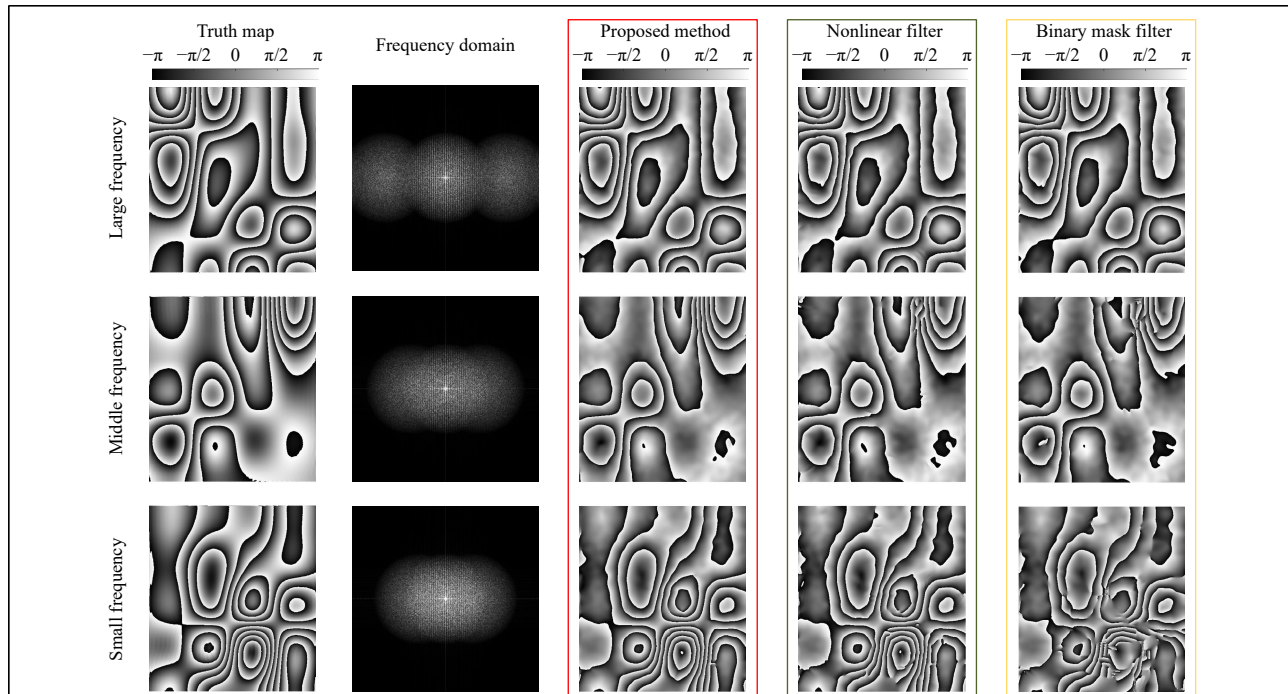 Truth map
−π −π/2 0 π/2 π
Frequency domain
Proposed method
−π −π/2 0 π/2 π
Nonlinear filter
−π −π/2 0 π/2 π
Binary mask filter
−π −π/2 0 π/2 π
Large frequency
Middle frequency
Small frequency